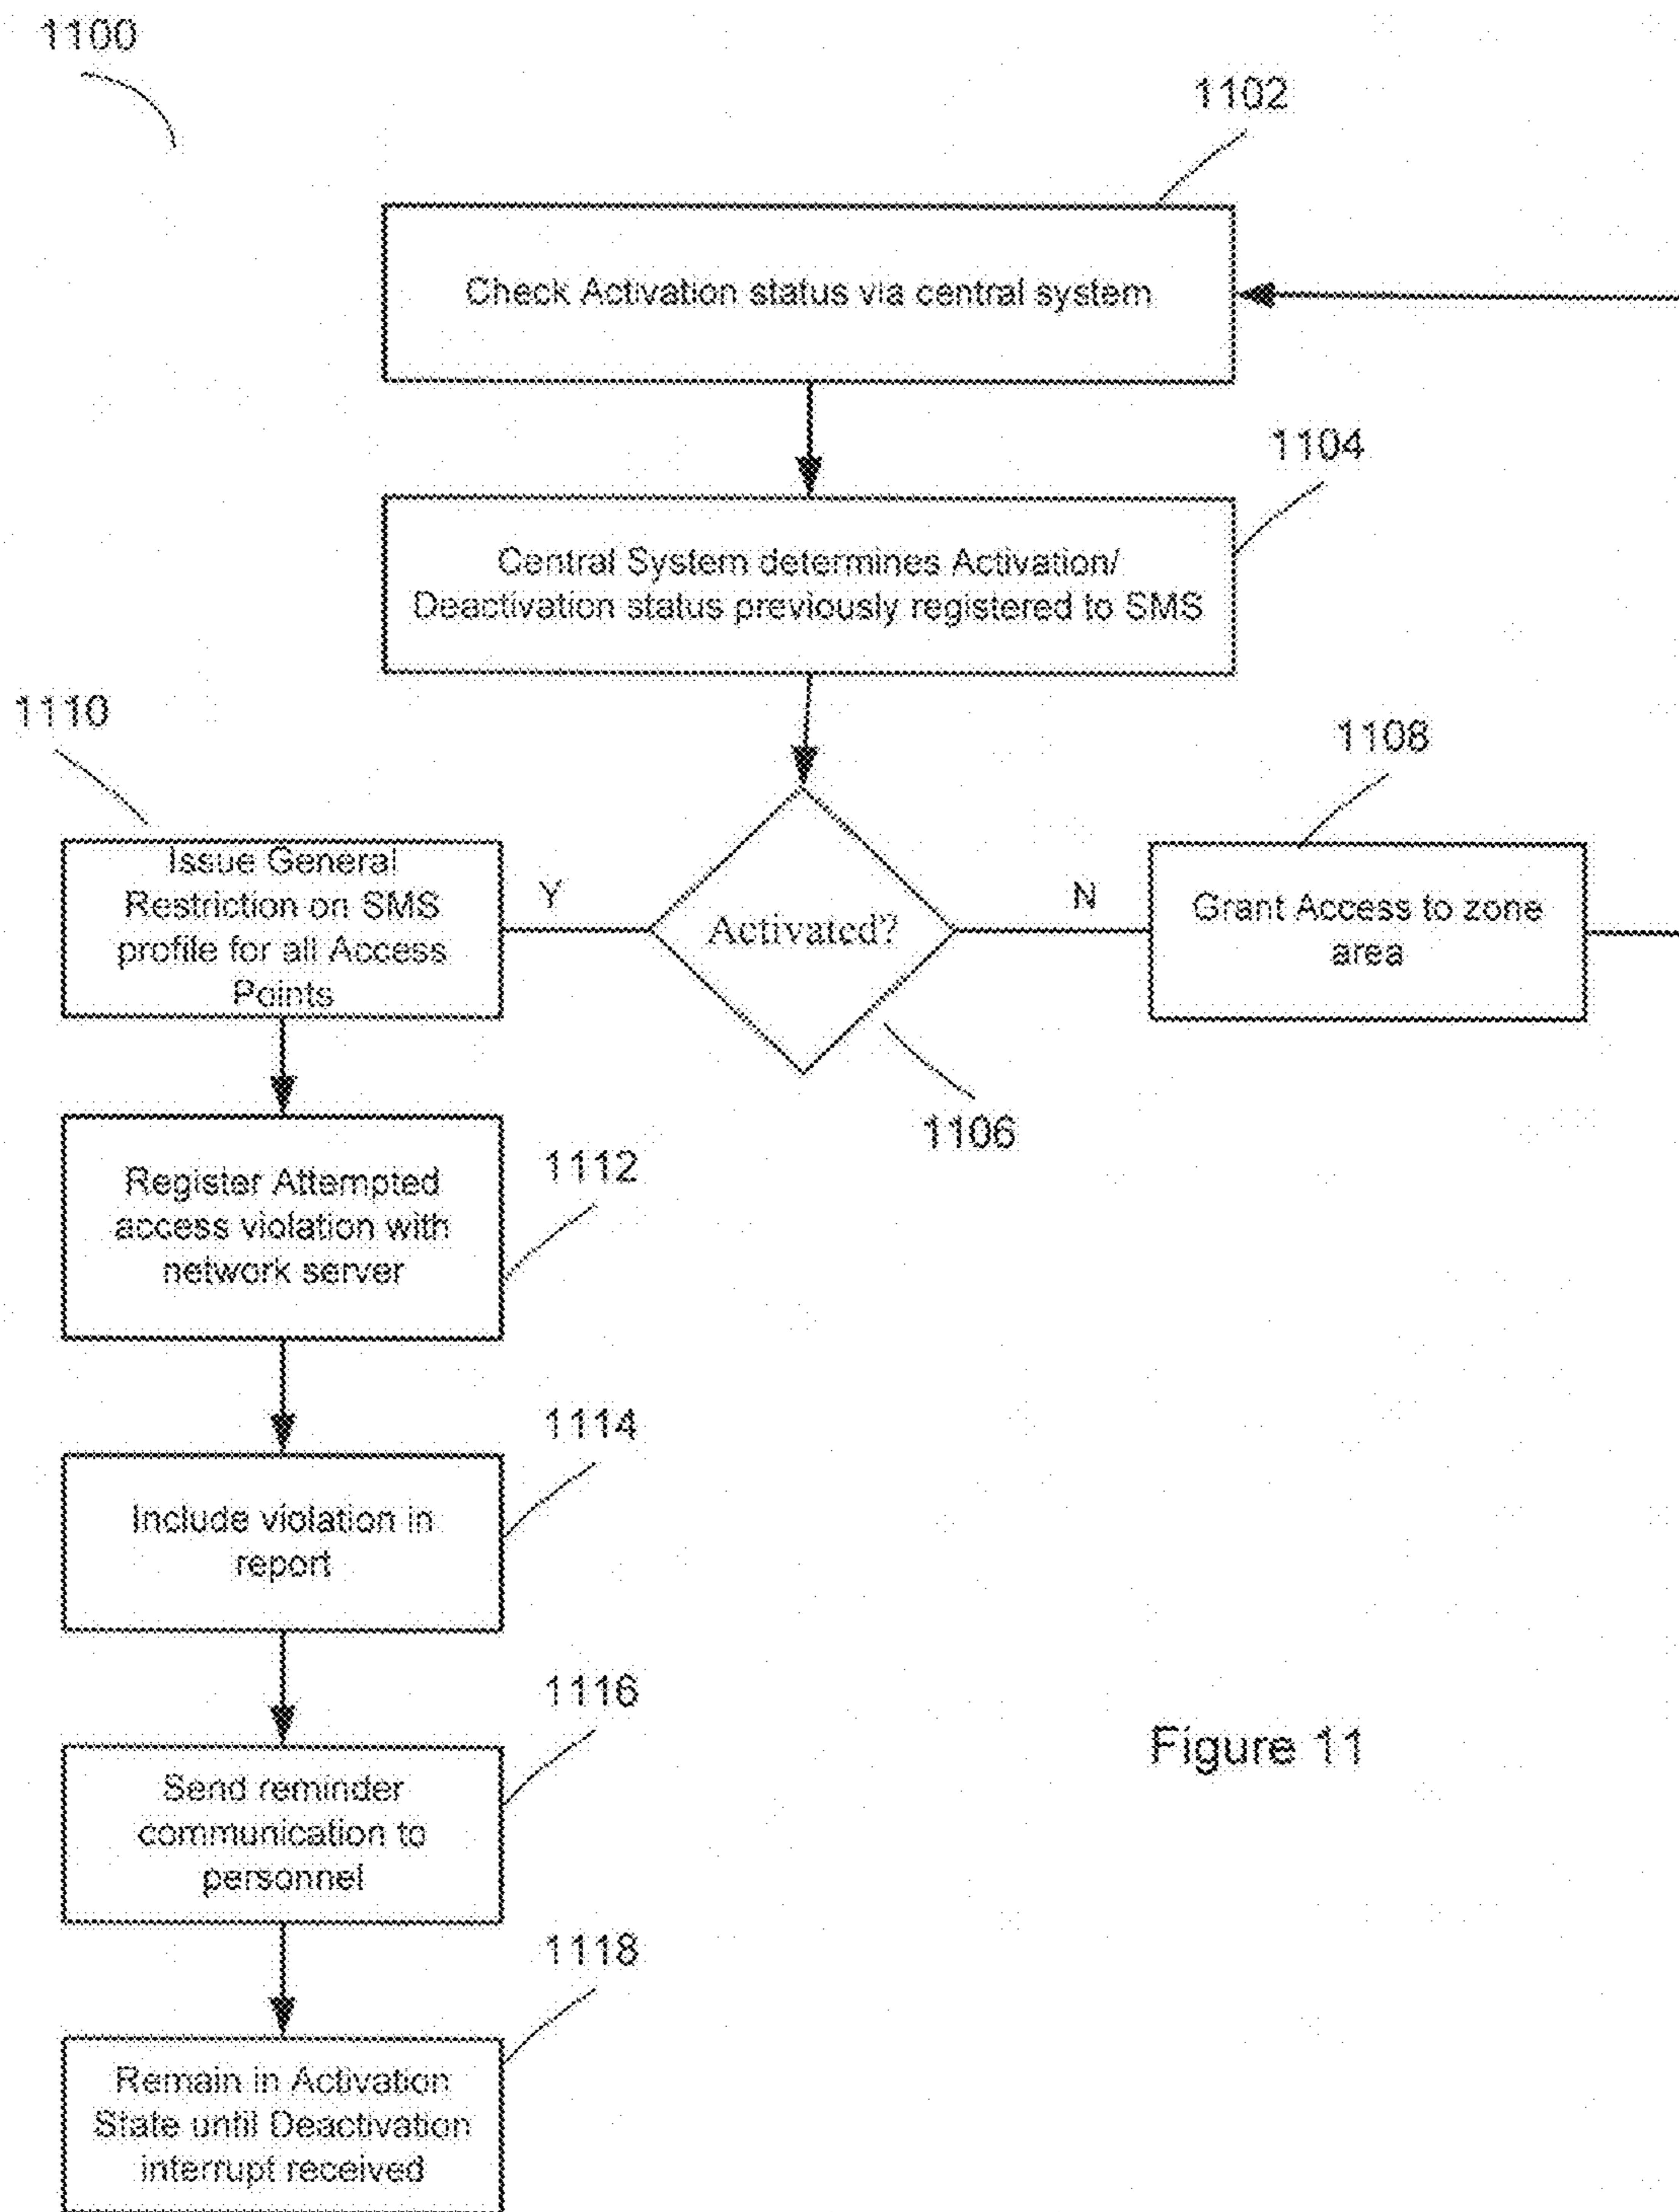 1100
1102
Check Activation status via central system
1104
Central System determines Activation/
Deactivation status previously registered to SMS
1110
1108
Issue General
Restriction on SMS
profile for all Access
Points
Y
Activated?
N
Grant Access to zone
area
1106
Register Attempted
access violation with
network server
1112
1114
Include violation in
report
1116
Send reminder
communication to
personnel
Figure 11
1118
Remain in Activation
State until Deactivation
interrupt received